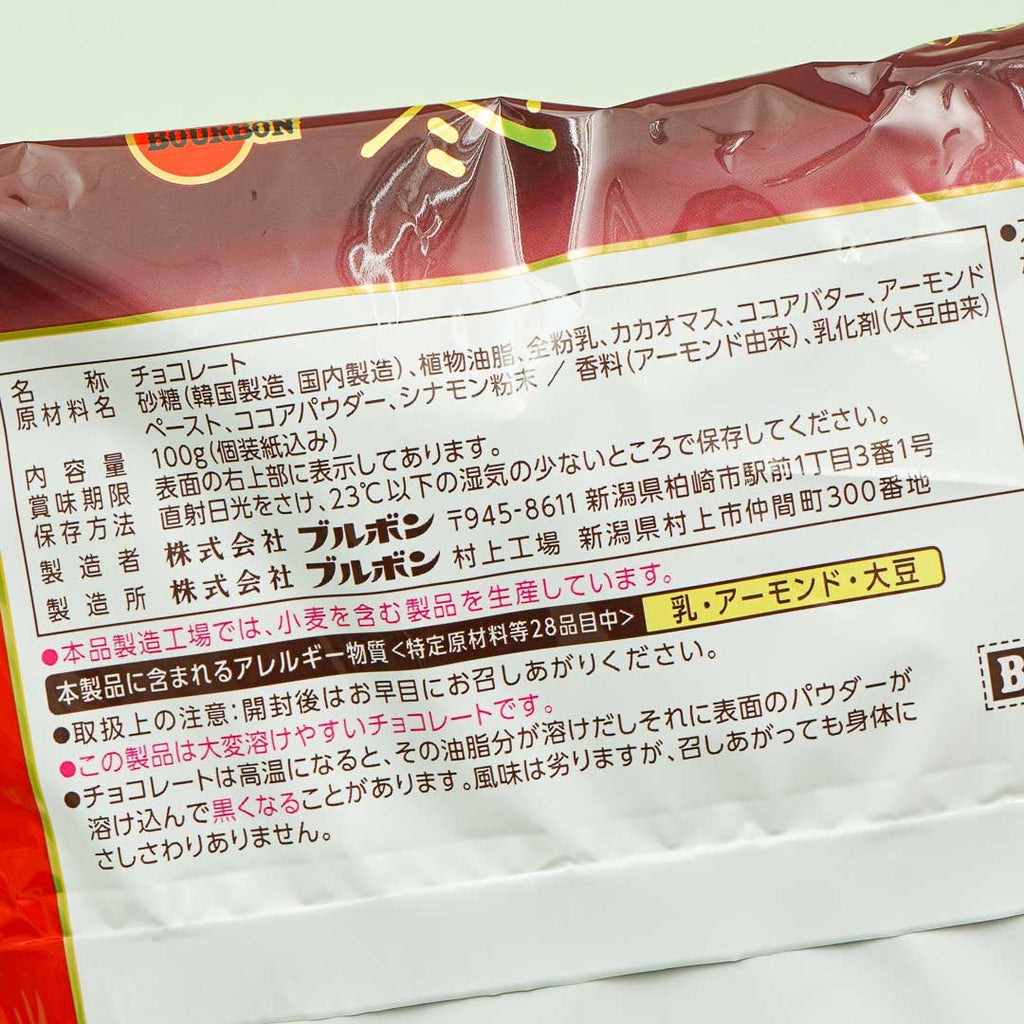 BOURBON
名称 チョコレート
原材料名 砂糖(韓国製造、国内製造)、植物油脂、全粉乳、カカオマス、ココアバター、アーモンド
ペースト、ココアパウダー、シナモン粉末 / 香料(アーモンド由来)、乳化剤(大豆由来)
内容量 100g(個装紙込み)
賞味期限 表面の右上部に表示してあります。
保存方法 直射日光をさけ、23℃以下の湿気の少ないところで保存してください。
製造者 株式会社 ブルボン 〒945-8611 新潟県柏崎市駅前1丁目3番1号
製造所 株式会社 ブルボン 村上工場 新潟県村上市仲間町300番地
●本品製造工場では、小麦を含む製品を生産しています。
本製品に含まれるアレルギー物質<特定原材料等28品目中> 乳・アーモンド・大豆
●取扱上の注意:開封後はお早目にお召しあがりください。
●この製品は大変溶けやすいチョコレートです。
●チョコレートは高温になると、その油脂分が溶けだしそれに表面のパウダーが
溶け込んで黒くなることがあります。風味は劣りますが、召しあがっても身体に
さしさわりありません。